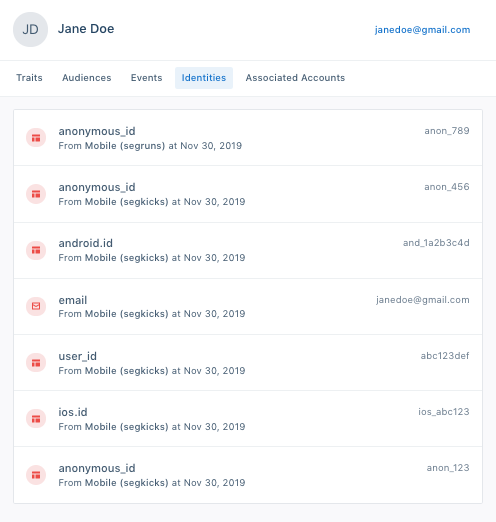 JD
Jane Doe
janedoe@gmail.com
Traits Audiences Events Identities Associated Accounts
anonymous_id anon_789
From Mobile (segruns) at Nov 30, 2019
anonymous_id anon_456
From Mobile (segkicks) at Nov 30, 2019
android.id and_1a2b3c4d
From Mobile (segkicks) at Nov 30, 2019
email janedoe@gmail.com
From Mobile (segkicks) at Nov 30, 2019
user_id abc123def
From Mobile (segkicks) at Nov 30, 2019
ios.id ios_abc123
From Mobile (segkicks) at Nov 30, 2019
anonymous_id anon_123
From Mobile (segkicks) at Nov 30, 2019